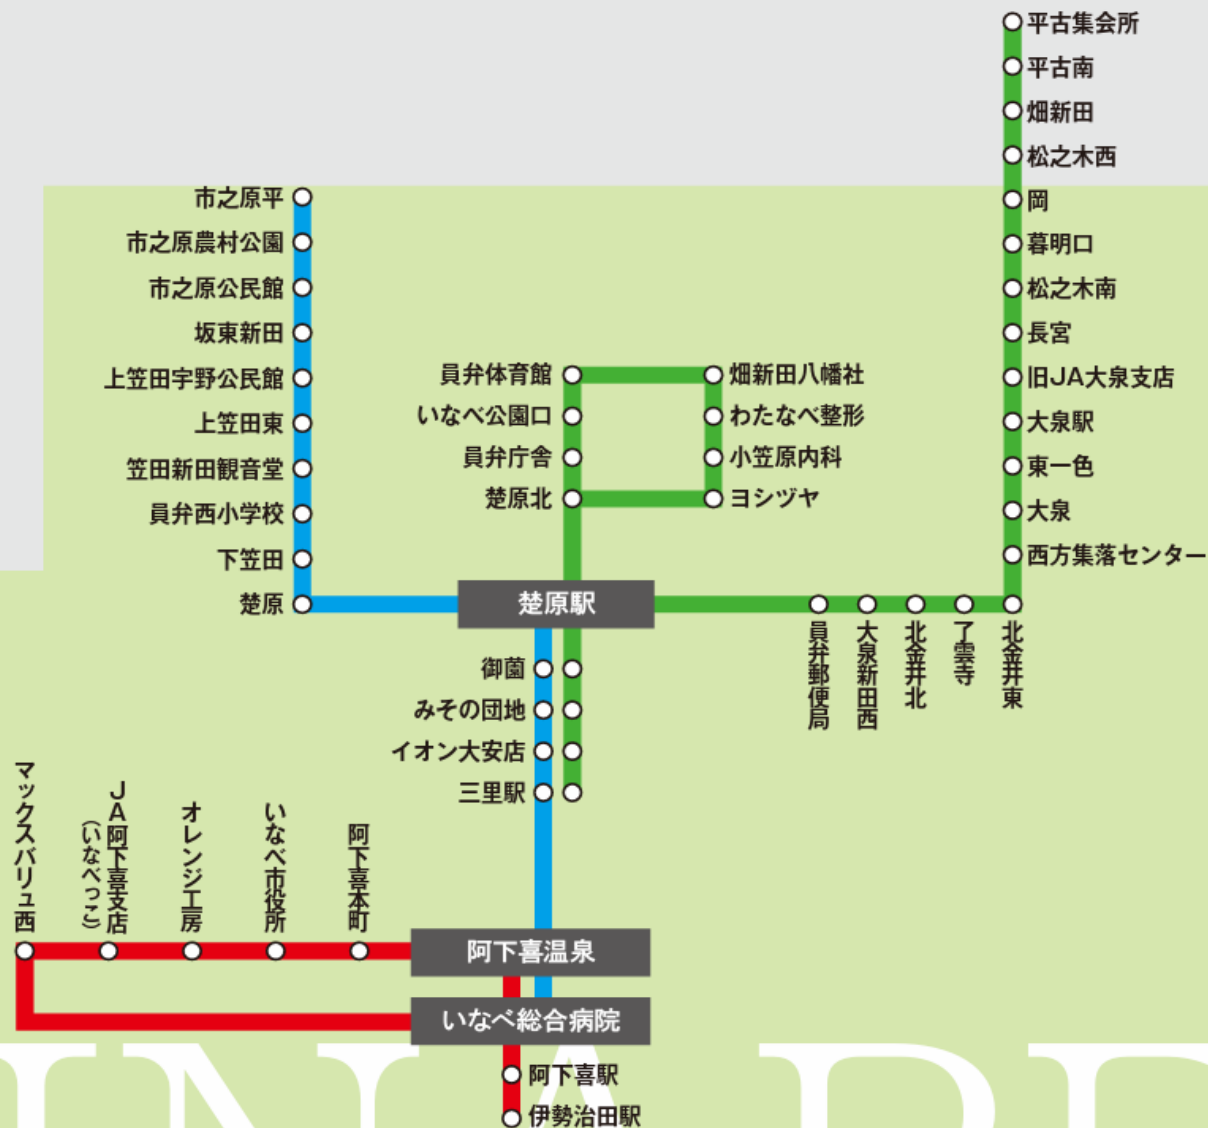 平古集会所
平古南
畑新田
松之木西
岡
暮明口
松之木南
長宮
旧JA大泉支店
大泉駅
東一色
大泉
西方集落センター
市之原平
市之原農村公園
市之原公民館
坂東新田
上笠田宇野公民館
上笠田東
笠田新田観音堂
員弁西小学校
下笠田
楚原
員弁体育館
いなべ公園口
員弁庁舎
楚原北
畑新田八幡社
わたなべ整形
小笠原内科
ヨシヅヤ
楚原駅
員弁郵便局
大泉新田西
北金井北
了雲寺
北金井東
御薗
みその団地
イオン大安店
三里駅
マックスバリュ西
JA阿下喜支店
（いなべっこ）
オレンジ工房
いなべ市役所
阿下喜本町
阿下喜温泉
いなべ総合病院
阿下喜駅
伊勢治田駅